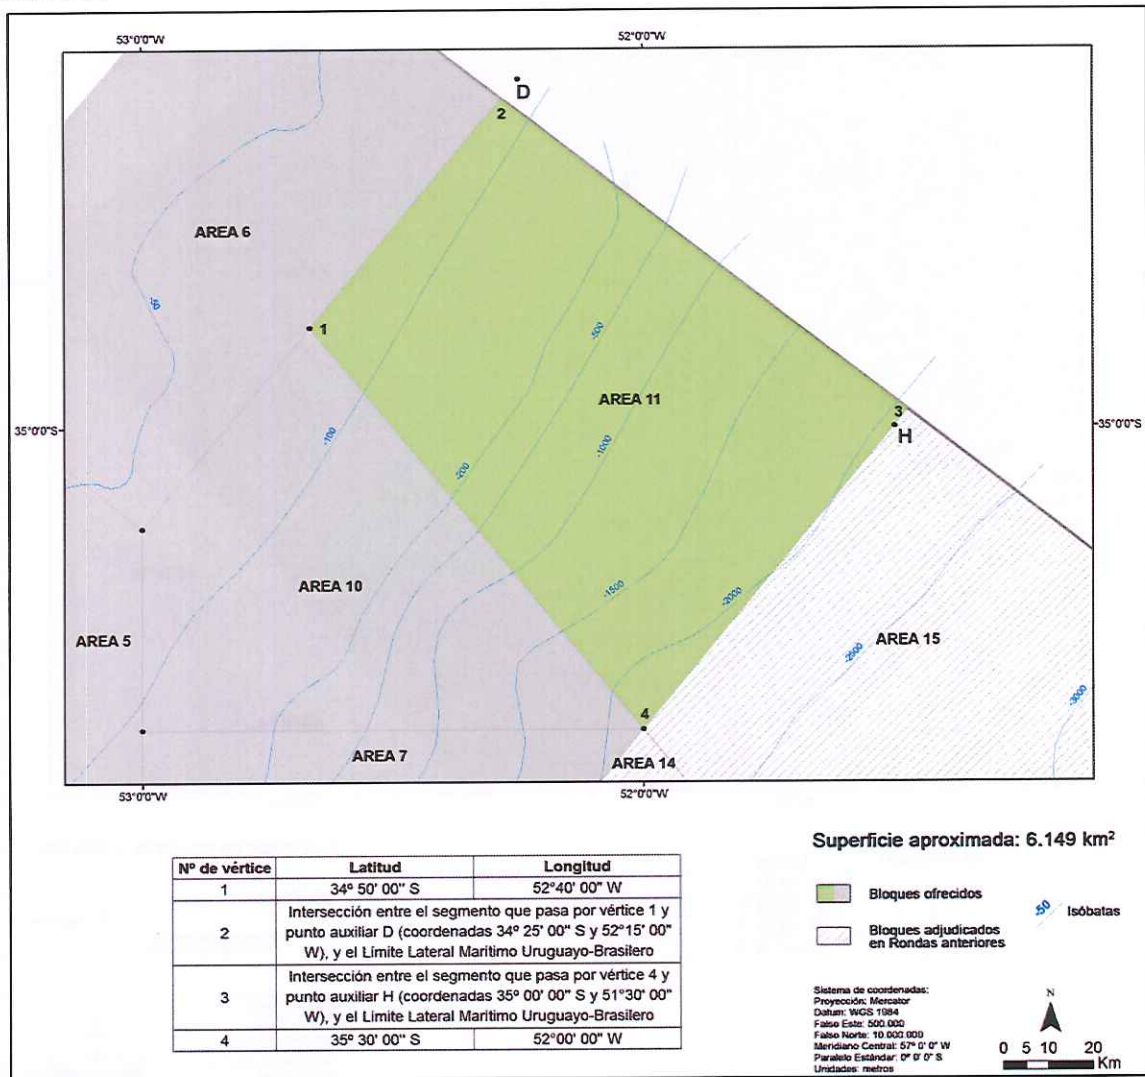 53°0'0"W
52°0'0"W
D
2
AREA 6
-50
1
-500
AREA 11
3
H
35°0'0"S
35°0'0"S
-100
-200
-1000
AREA 10
-1500
-2000
AREA 5
AREA 15
-2500
-3000
4
AREA 7
AREA 14
53°0'0"W
52°0'0"W
Superficie aproximada: 6.149 km²
Nº de vértice Latitud Longitud
1 34º 50' 00" S 52°40' 00" W
2 Intersección entre el segmento que pasa por vértice 1 y
punto auxiliar D (coordenadas 34º 25' 00" S y 52°15' 00"
W), y el Límite Lateral Marítimo Uruguayo-Brasilero
3 Intersección entre el segmento que pasa por vértice 4 y
punto auxiliar H (coordenadas 35º 00' 00" S y 51°30' 00"
W), y el Límite Lateral Marítimo Uruguayo-Brasilero
4 35º 30' 00" S 52°00' 00" W
Bloques ofrecidos
-50 Isóbatas
Bloques adjudicados
en Rondas anteriores
Sistema de coordenadas:
Proyección: Mercator
Datum: WGS 1984
Falso Este: 500.000
Falso Norte: 10.000.000
Meridiano Central: 57º 0' 0" W
Paralelo Estándar: 0º 0' 0" S
Unidades: metros
N
0 5 10 20
Km